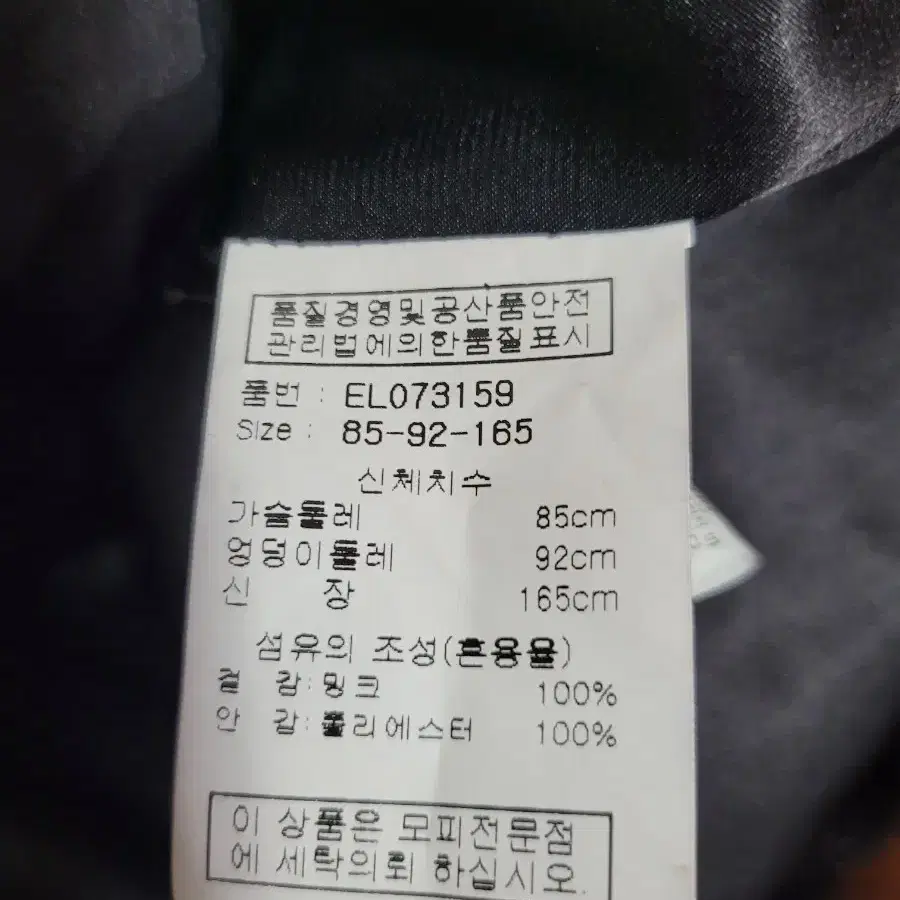 품질경영및공산품안전
관리법에의한품질표시
품번 : EL073159
Size : 85-92-165
신체치수
가슴둘레 85cm
엉덩이둘레 92cm
신 장 165cm
섬유의 조성(혼용율)
겉 감:밍크 100%
안 감:폴리에스터 100%
이 상품은 모피전문점
에 세탁의뢰 하십시오.